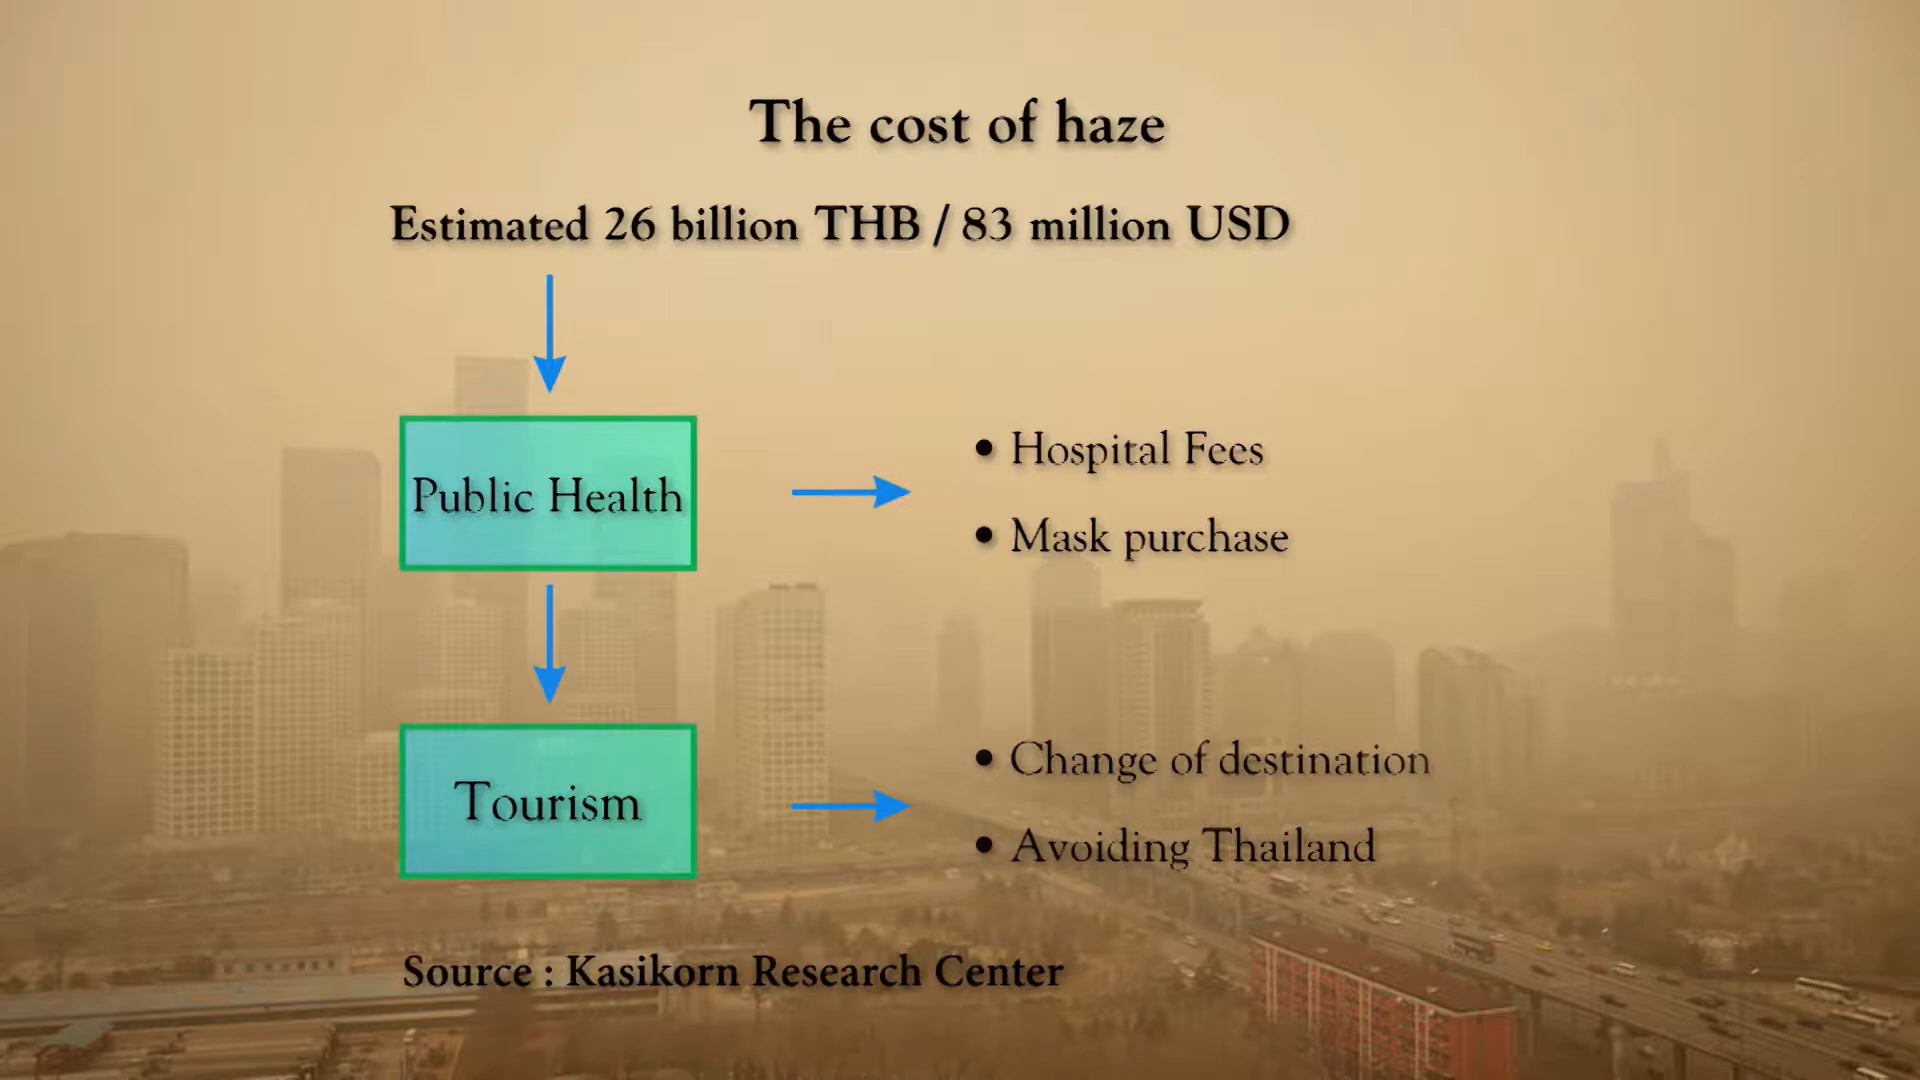 The cost of haze
Estimated 26 billion THB / 83 million USD
Public Health
• Hospital Fees
• Mask purchase
Tourism
• Change of destination
• Avoiding Thailand
Source : Kasikorn Research Center